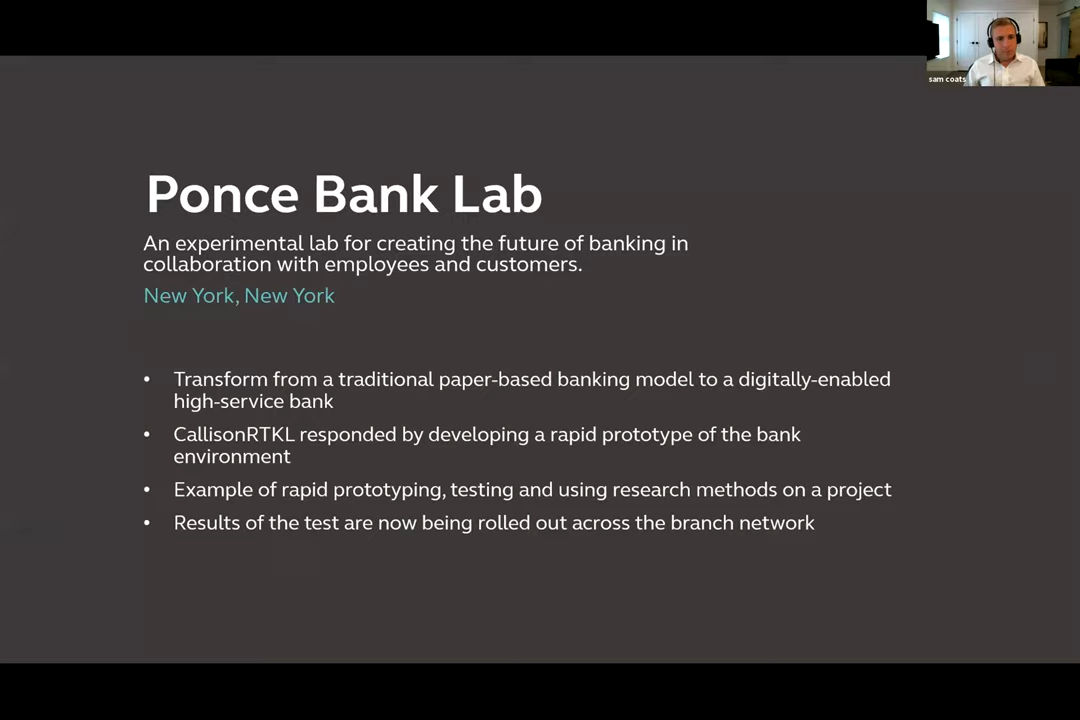 sam coats
Ponce Bank Lab
An experimental lab for creating the future of banking in
collaboration with employees and customers.
New York, New York
• Transform from a traditional paper-based banking model to a digitally-enabled
high-service bank
• CallisonRTKL responded by developing a rapid prototype of the bank
environment
• Example of rapid prototyping, testing and using research methods on a project
• Results of the test are now being rolled out across the branch network